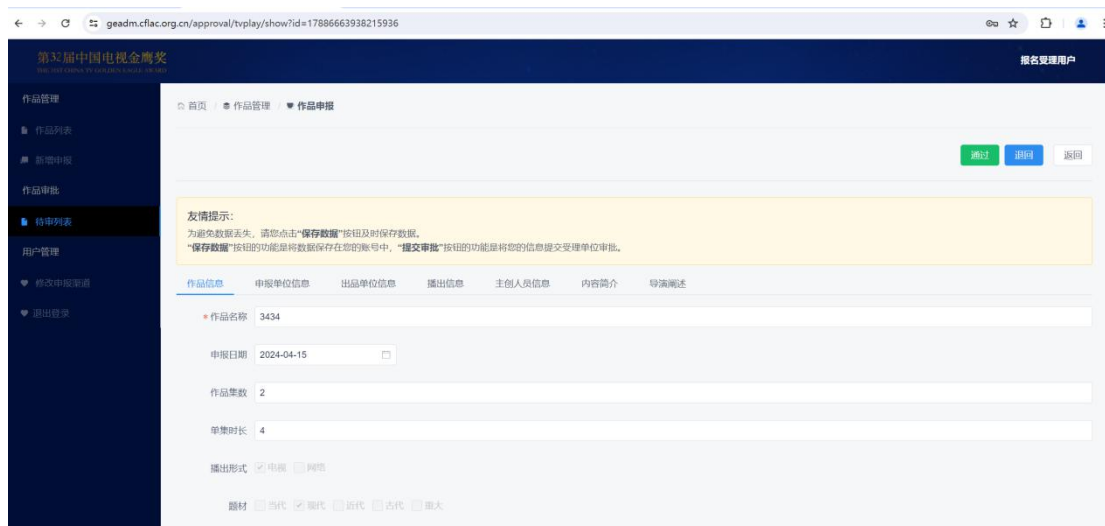 geadm.cflac.org.cn/approval/tvplay/show?id=17886663938215936
第32届中国电视金鹰奖
报名受理用户
作品管理
作品列表
新增申报
作品审批
待审列表
用户管理
修改申报渠道
退出登录
首页 / 作品管理 / 作品申报
通过 退回 返回
友情提示:
为避免数据丢失，请您点击“保存数据”按钮及时保存数据。
“保存数据”按钮的功能是将数据保存在您的账号中，“提交审批”按钮的功能是将您的信息提交受理单位审批。
作品信息 申报单位信息 出品单位信息 播出信息 主创人员信息 内容简介 导演阐述
* 作品名称 3434
申报日期 2024-04-15
作品集数 2
单集时长 4
播出形式 电视 网络
题材 当代 现代 近代 古代 重大